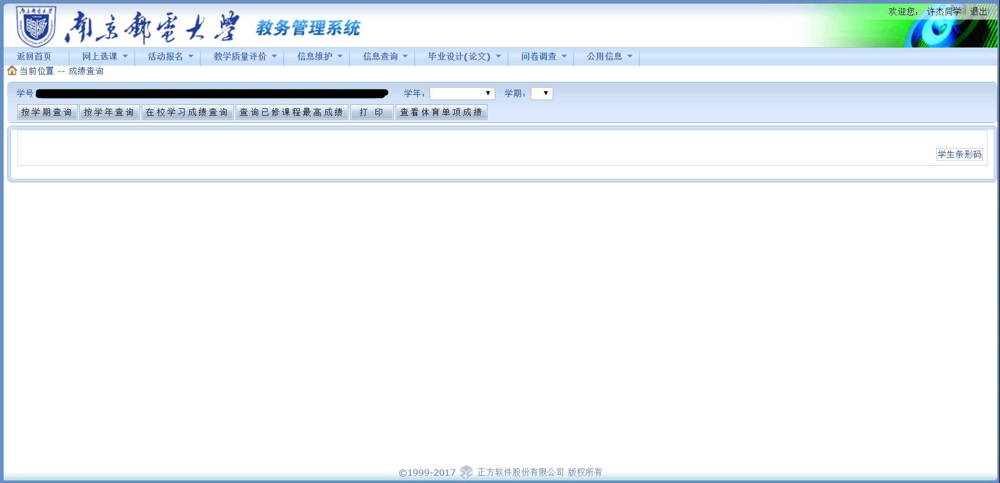 欢迎您： 许杰同学 退出
南京邮電大學 教务管理系统
返回首页 网上选课 活动报名 教学质量评价 信息维护 信息查询 毕业设计(论文) 问卷调查 公用信息
当前位置 -- 成绩查询
学号 学年： 学期：
按学期查询 按学年查询 在校学习成绩查询 查询已修课程最高成绩 打 印 查看体育单项成绩
学生条形码
©1999-2017 正方软件股份有限公司 版权所有